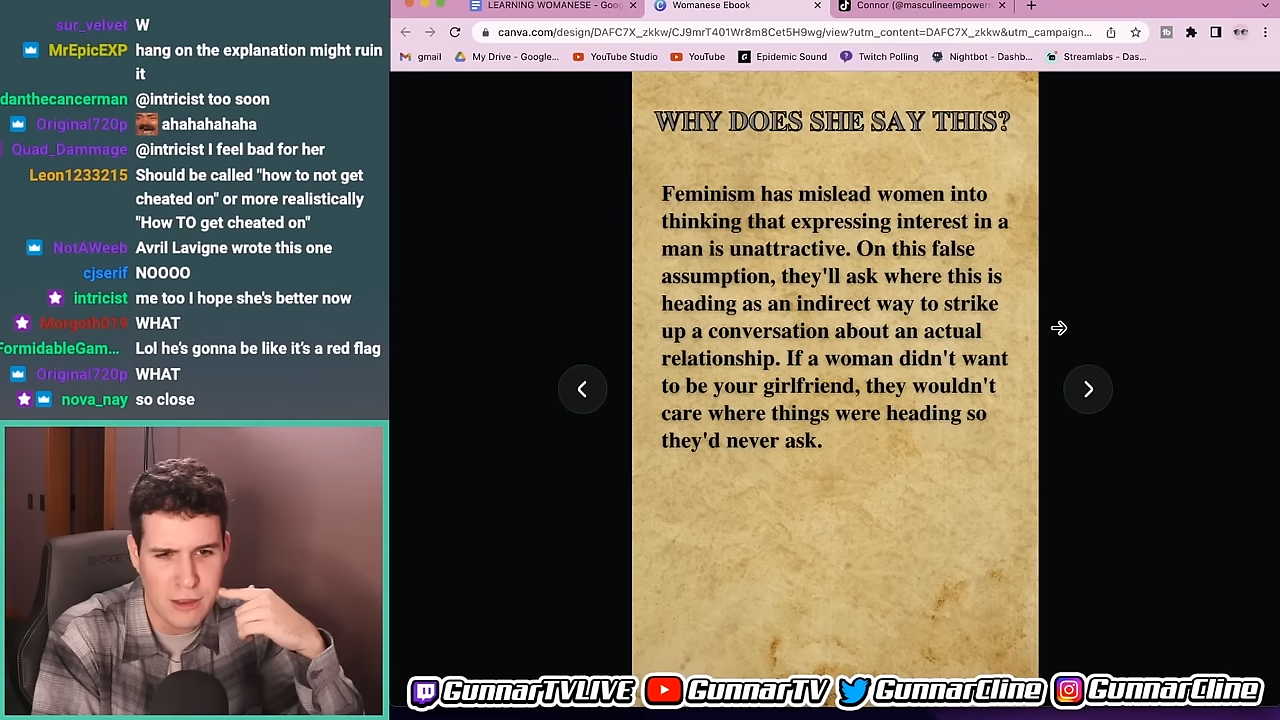 sur_velvet W
MrEpicEXP hang on the explanation might ruin
it
danthecancerman @intricist too soon
Original720p ahahahahaha
Quad_Dammage @intricist I feel bad for her
Leon1233215 Should be called "how to not get
cheated on" or more realistically
"How TO get cheated on"
NotAWeeb Avril Lavigne wrote this one
cjserif NOOOO
intricist me too I hope she's better now
Morgoth019 WHAT
FormidableGam... Lol he's gonna be like it's a red flag
Original720p WHAT
nova_nay so close
LEARNING WOMANESE - Goog
Womanese Ebook
Connor (@masculineempower
canva.com/design/DAFC7X_zkkw/CJ9mrT401Wr8m8Cet5H9wg/view?utm_content=DAFC7X_zkkw&utm_campaign...
gmail My Drive - Google... YouTube Studio YouTube Epidemic Sound Twitch Polling Nightbot - Dashb... Streamlabs - Das...
WHY DOES SHE SAY THIS?
Feminism has mislead women into
thinking that expressing interest in a
man is unattractive. On this false
assumption, they'll ask where this is
heading as an indirect way to strike
up a conversation about an actual
relationship. If a woman didn't want
to be your girlfriend, they wouldn't
care where things were heading so
they'd never ask.
GunnarTVLIVE GunnarTV GunnarCline GunnarCline